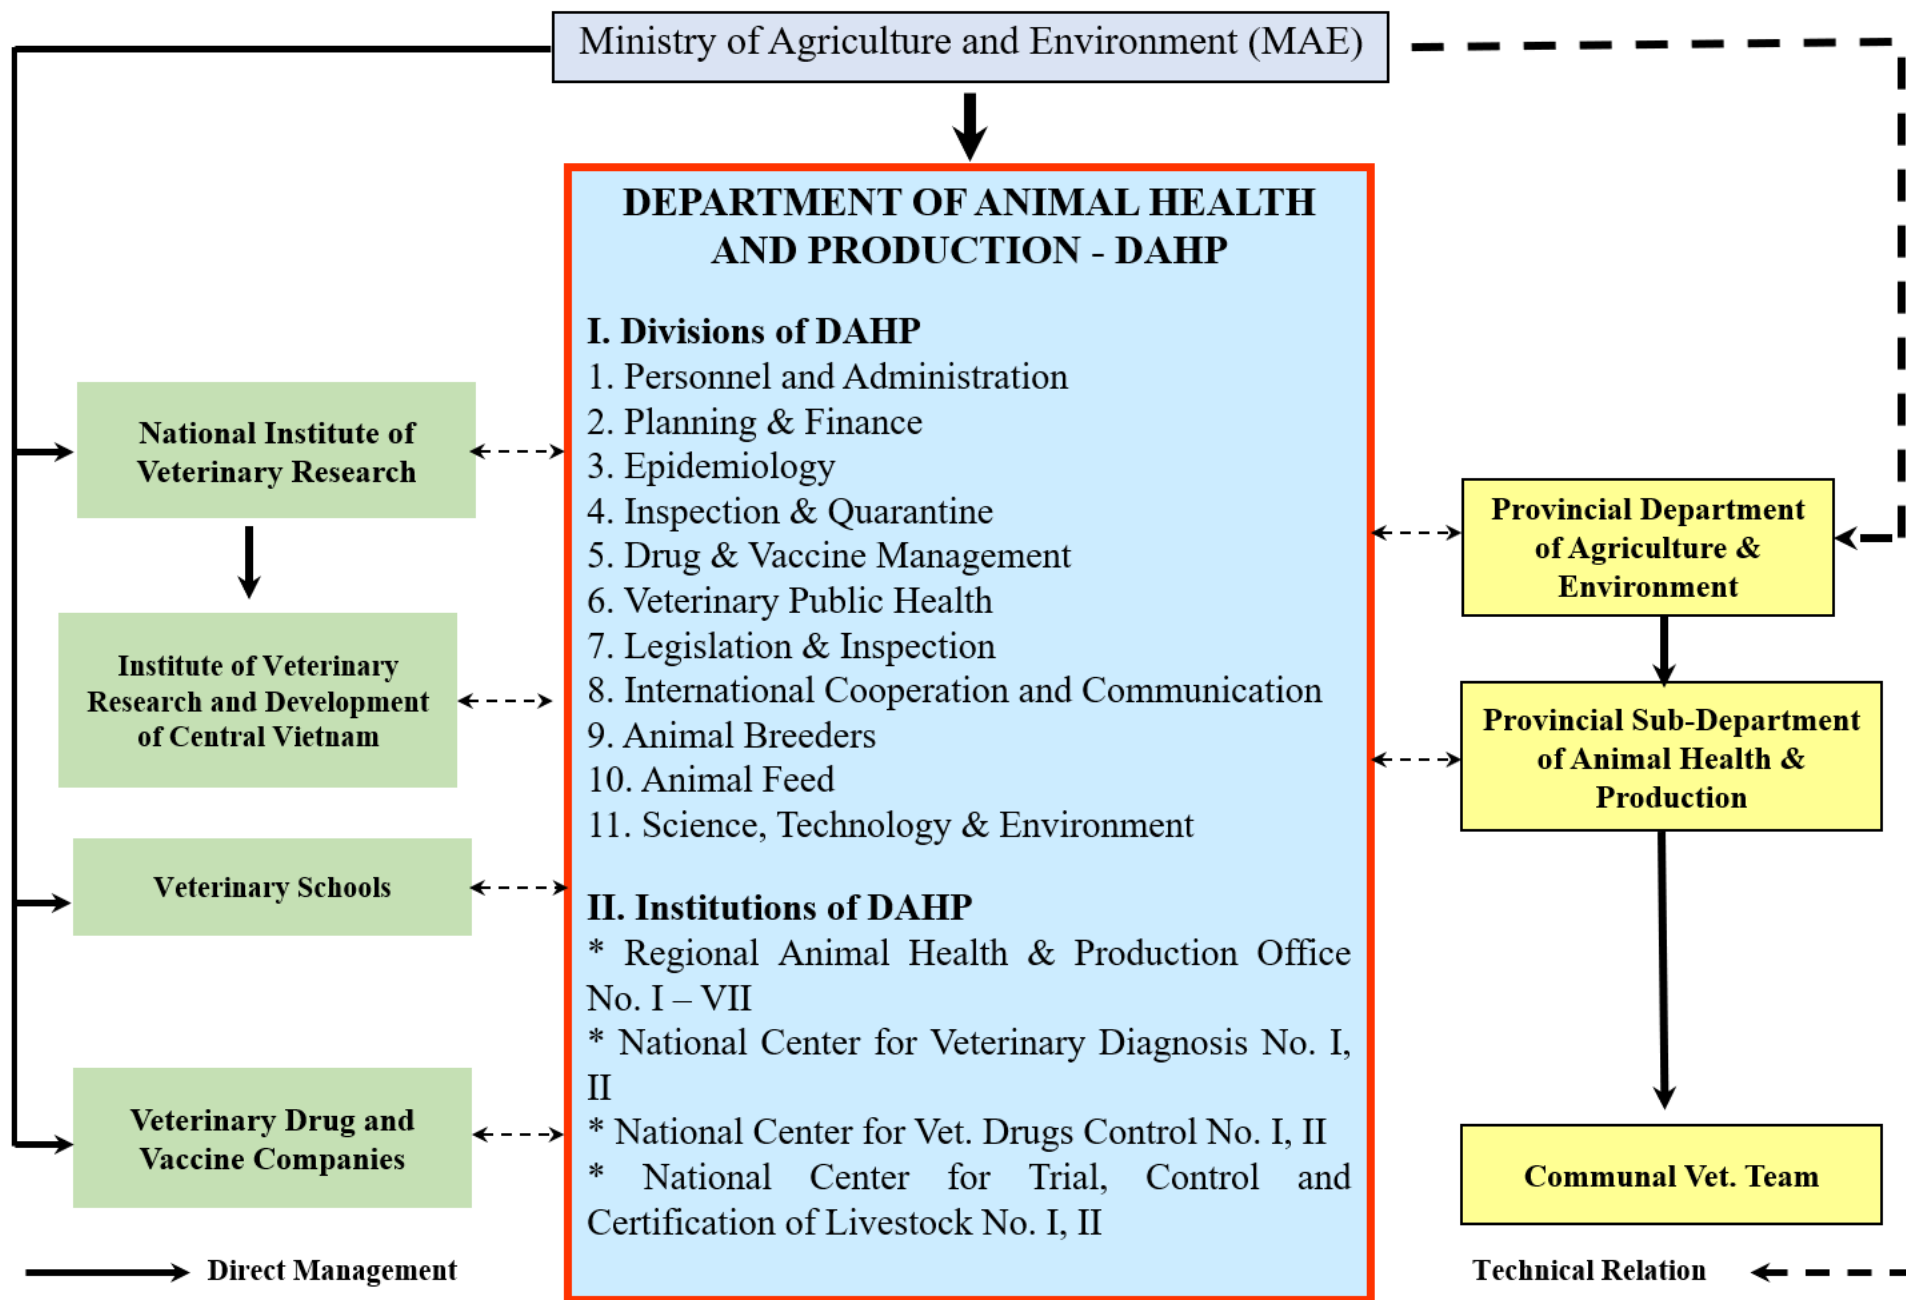 Ministry of Agriculture and Environment (MAE)
DEPARTMENT OF ANIMAL HEALTH
AND PRODUCTION - DAHP
I. Divisions of DAHP
1. Personnel and Administration
2. Planning & Finance
3. Epidemiology
4. Inspection & Quarantine
5. Drug & Vaccine Management
6. Veterinary Public Health
7. Legislation & Inspection
8. International Cooperation and Communication
9. Animal Breeders
10. Animal Feed
11. Science, Technology & Environment
II. Institutions of DAHP
* Regional Animal Health & Production Office
No. I – VII
* National Center for Veterinary Diagnosis No. I,
II
* National Center for Vet. Drugs Control No. I, II
* National Center for Trial, Control and
Certification of Livestock No. I, II
National Institute of
Veterinary Research
Institute of Veterinary
Research and Development
of Central Vietnam
Veterinary Schools
Veterinary Drug and
Vaccine Companies
Provincial Department
of Agriculture &
Environment
Provincial Sub-Department
of Animal Health &
Production
Communal Vet. Team
Direct Management
Technical Relation